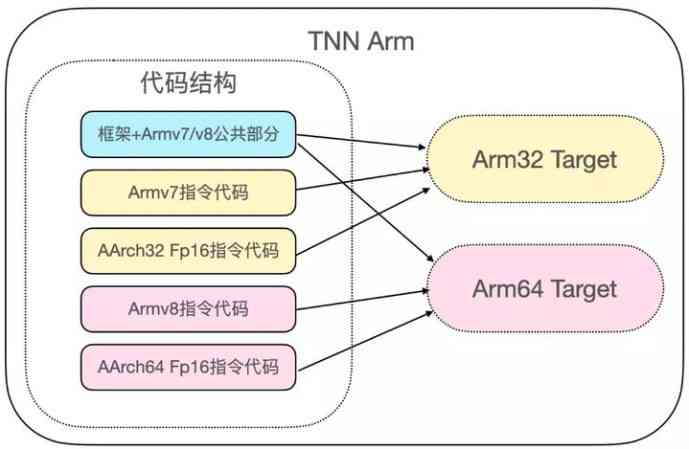 TNN Arm
代码结构
框架+Armv7/v8公共部分
Armv7指令代码
AArch32 Fp16指令代码
Armv8指令代码
AArch64 Fp16指令代码
Arm32 Target
Arm64 Target